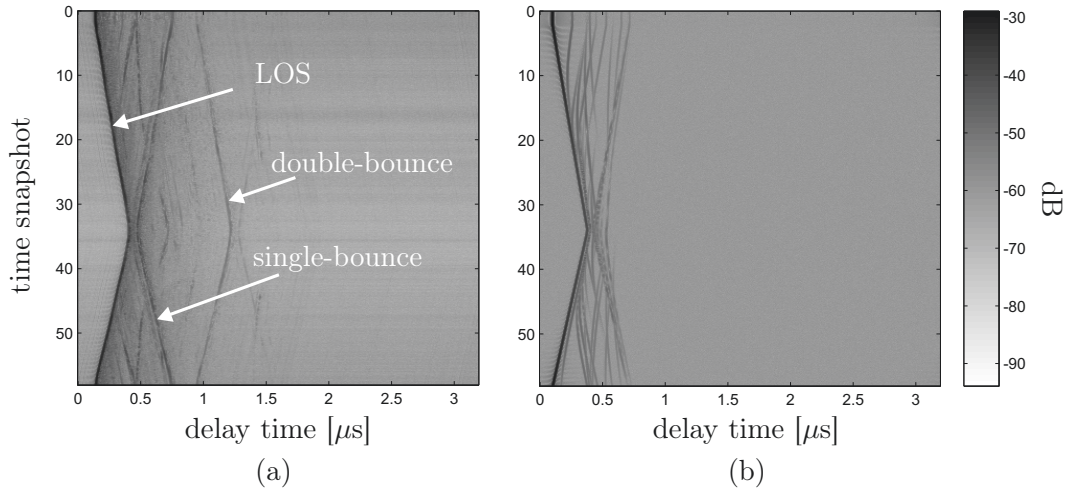 0
10
20
30
40
50
time snapshot
LOS
double-bounce
single-bounce
0 0.5 1 1.5 2 2.5 3
delay time [μs]
(a)
0
10
20
30
40
50
0 0.5 1 1.5 2 2.5 3
delay time [μs]
(b)
-30
-40
-50
-60
-70
-80
-90
dB